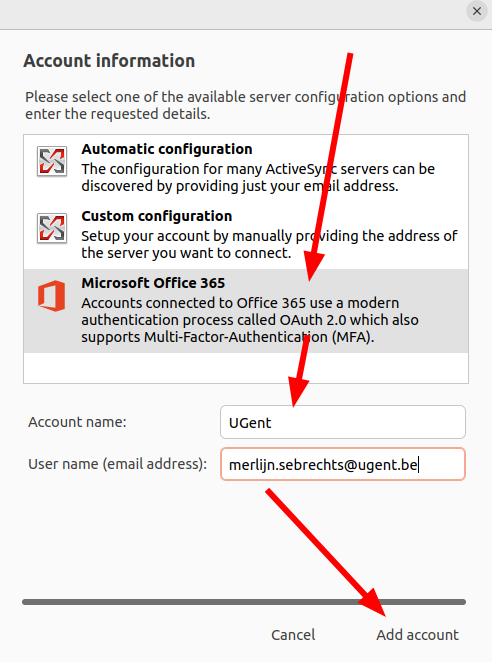 Account information
Please select one of the available server configuration options and
enter the requested details.
Automatic configuration
The configuration for many ActiveSync servers can be
discovered by providing just your email address.
Custom configuration
Setup your account by manually providing the address of
the server you want to connect.
Microsoft Office 365
Accounts connected to Office 365 use a modern
authentication process called OAuth 2.0 which also
supports Multi-Factor-Authentication (MFA).
Account name: UGent
User name (email address): merlijn.sebrechts@ugent.be
Cancel Add account